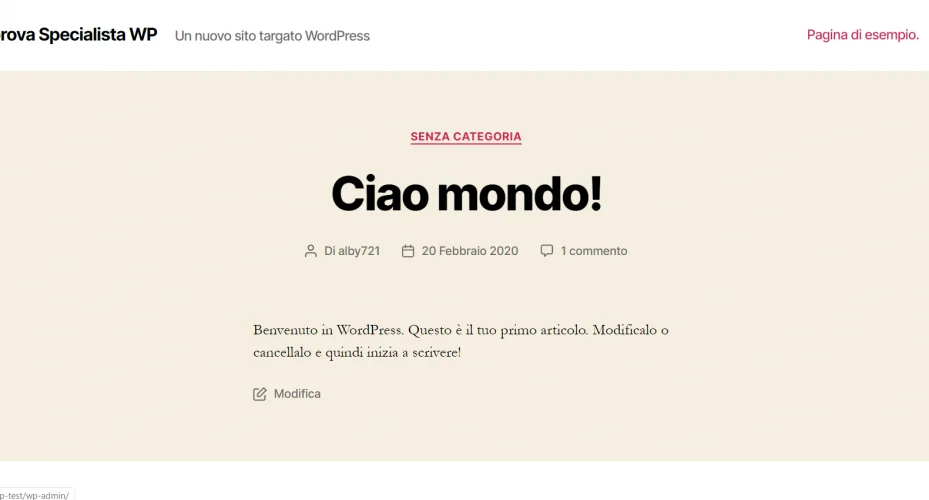 rova Specialista WP Un nuovo sito targato WordPress Pagina di esempio.
SENZA CATEGORIA
Ciao mondo!
Di alby721 20 Febbraio 2020 1 commento
Benvenuto in WordPress. Questo è il tuo primo articolo. Modificalo o
cancellalo e quindi inizia a scrivere!
Modifica
p-test/wp-admin/